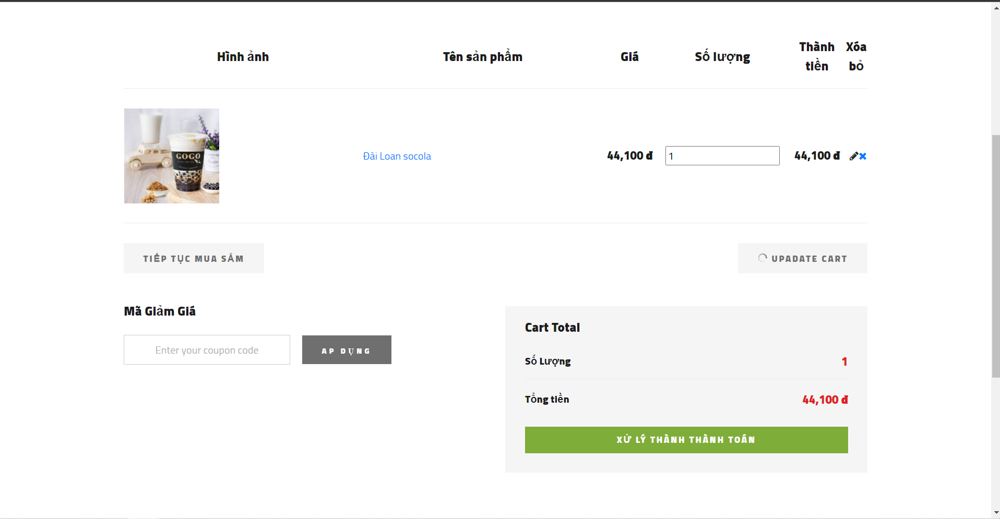 Hình ảnh Tên sản phẩm Giá Số lượng Thành tiền Xóa bỏ
GOGO
Đài Loan socola 44,100 đ 1 44,100 đ
TIẾP TỤC MUA SẮM UPADATE CART
Mã Giảm Giá
Enter your coupon code AP DỤNG
Cart Total
Số Lượng 1
Tổng tiền 44,100 đ
XỬ LÝ THÀNH THÀNH TOÁN